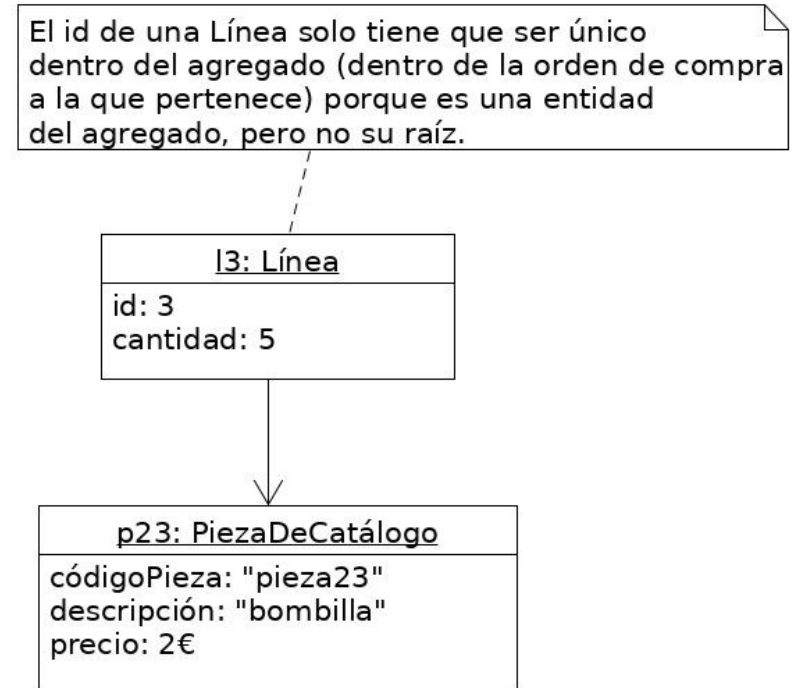 El id de una Línea solo tiene que ser único
dentro del agregado (dentro de la orden de compra
a la que pertenece) porque es una entidad
del agregado, pero no su raíz.
l3: Línea
id: 3
cantidad: 5
p23: PiezaDeCatálogo
códigoPieza: "pieza23"
descripción: "bombilla"
precio: 2€